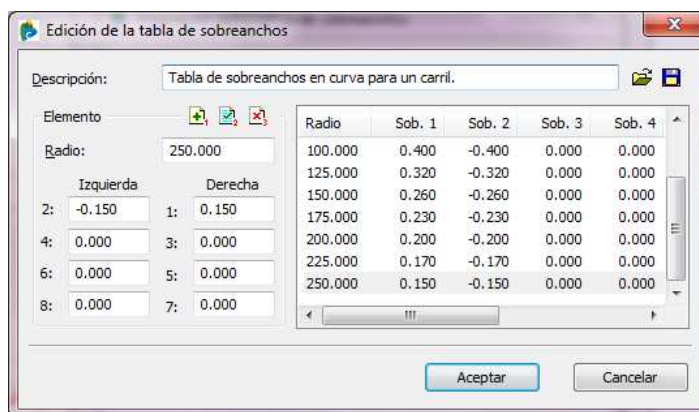 Edición de la tabla de sobreanchos
Descripción: Tabla de sobreanchos en curva para un carril.
Elemento
Radio: 250.000
Izquierda Derecha
2: -0.150 1: 0.150
4: 0.000 3: 0.000
6: 0.000 5: 0.000
8: 0.000 7: 0.000
Radio Sob. 1 Sob. 2 Sob. 3 Sob. 4
100.000 0.400 -0.400 0.000 0.000
125.000 0.320 -0.320 0.000 0.000
150.000 0.260 -0.260 0.000 0.000
175.000 0.230 -0.230 0.000 0.000
200.000 0.200 -0.200 0.000 0.000
225.000 0.170 -0.170 0.000 0.000
250.000 0.150 -0.150 0.000 0.000
Aceptar Cancelar